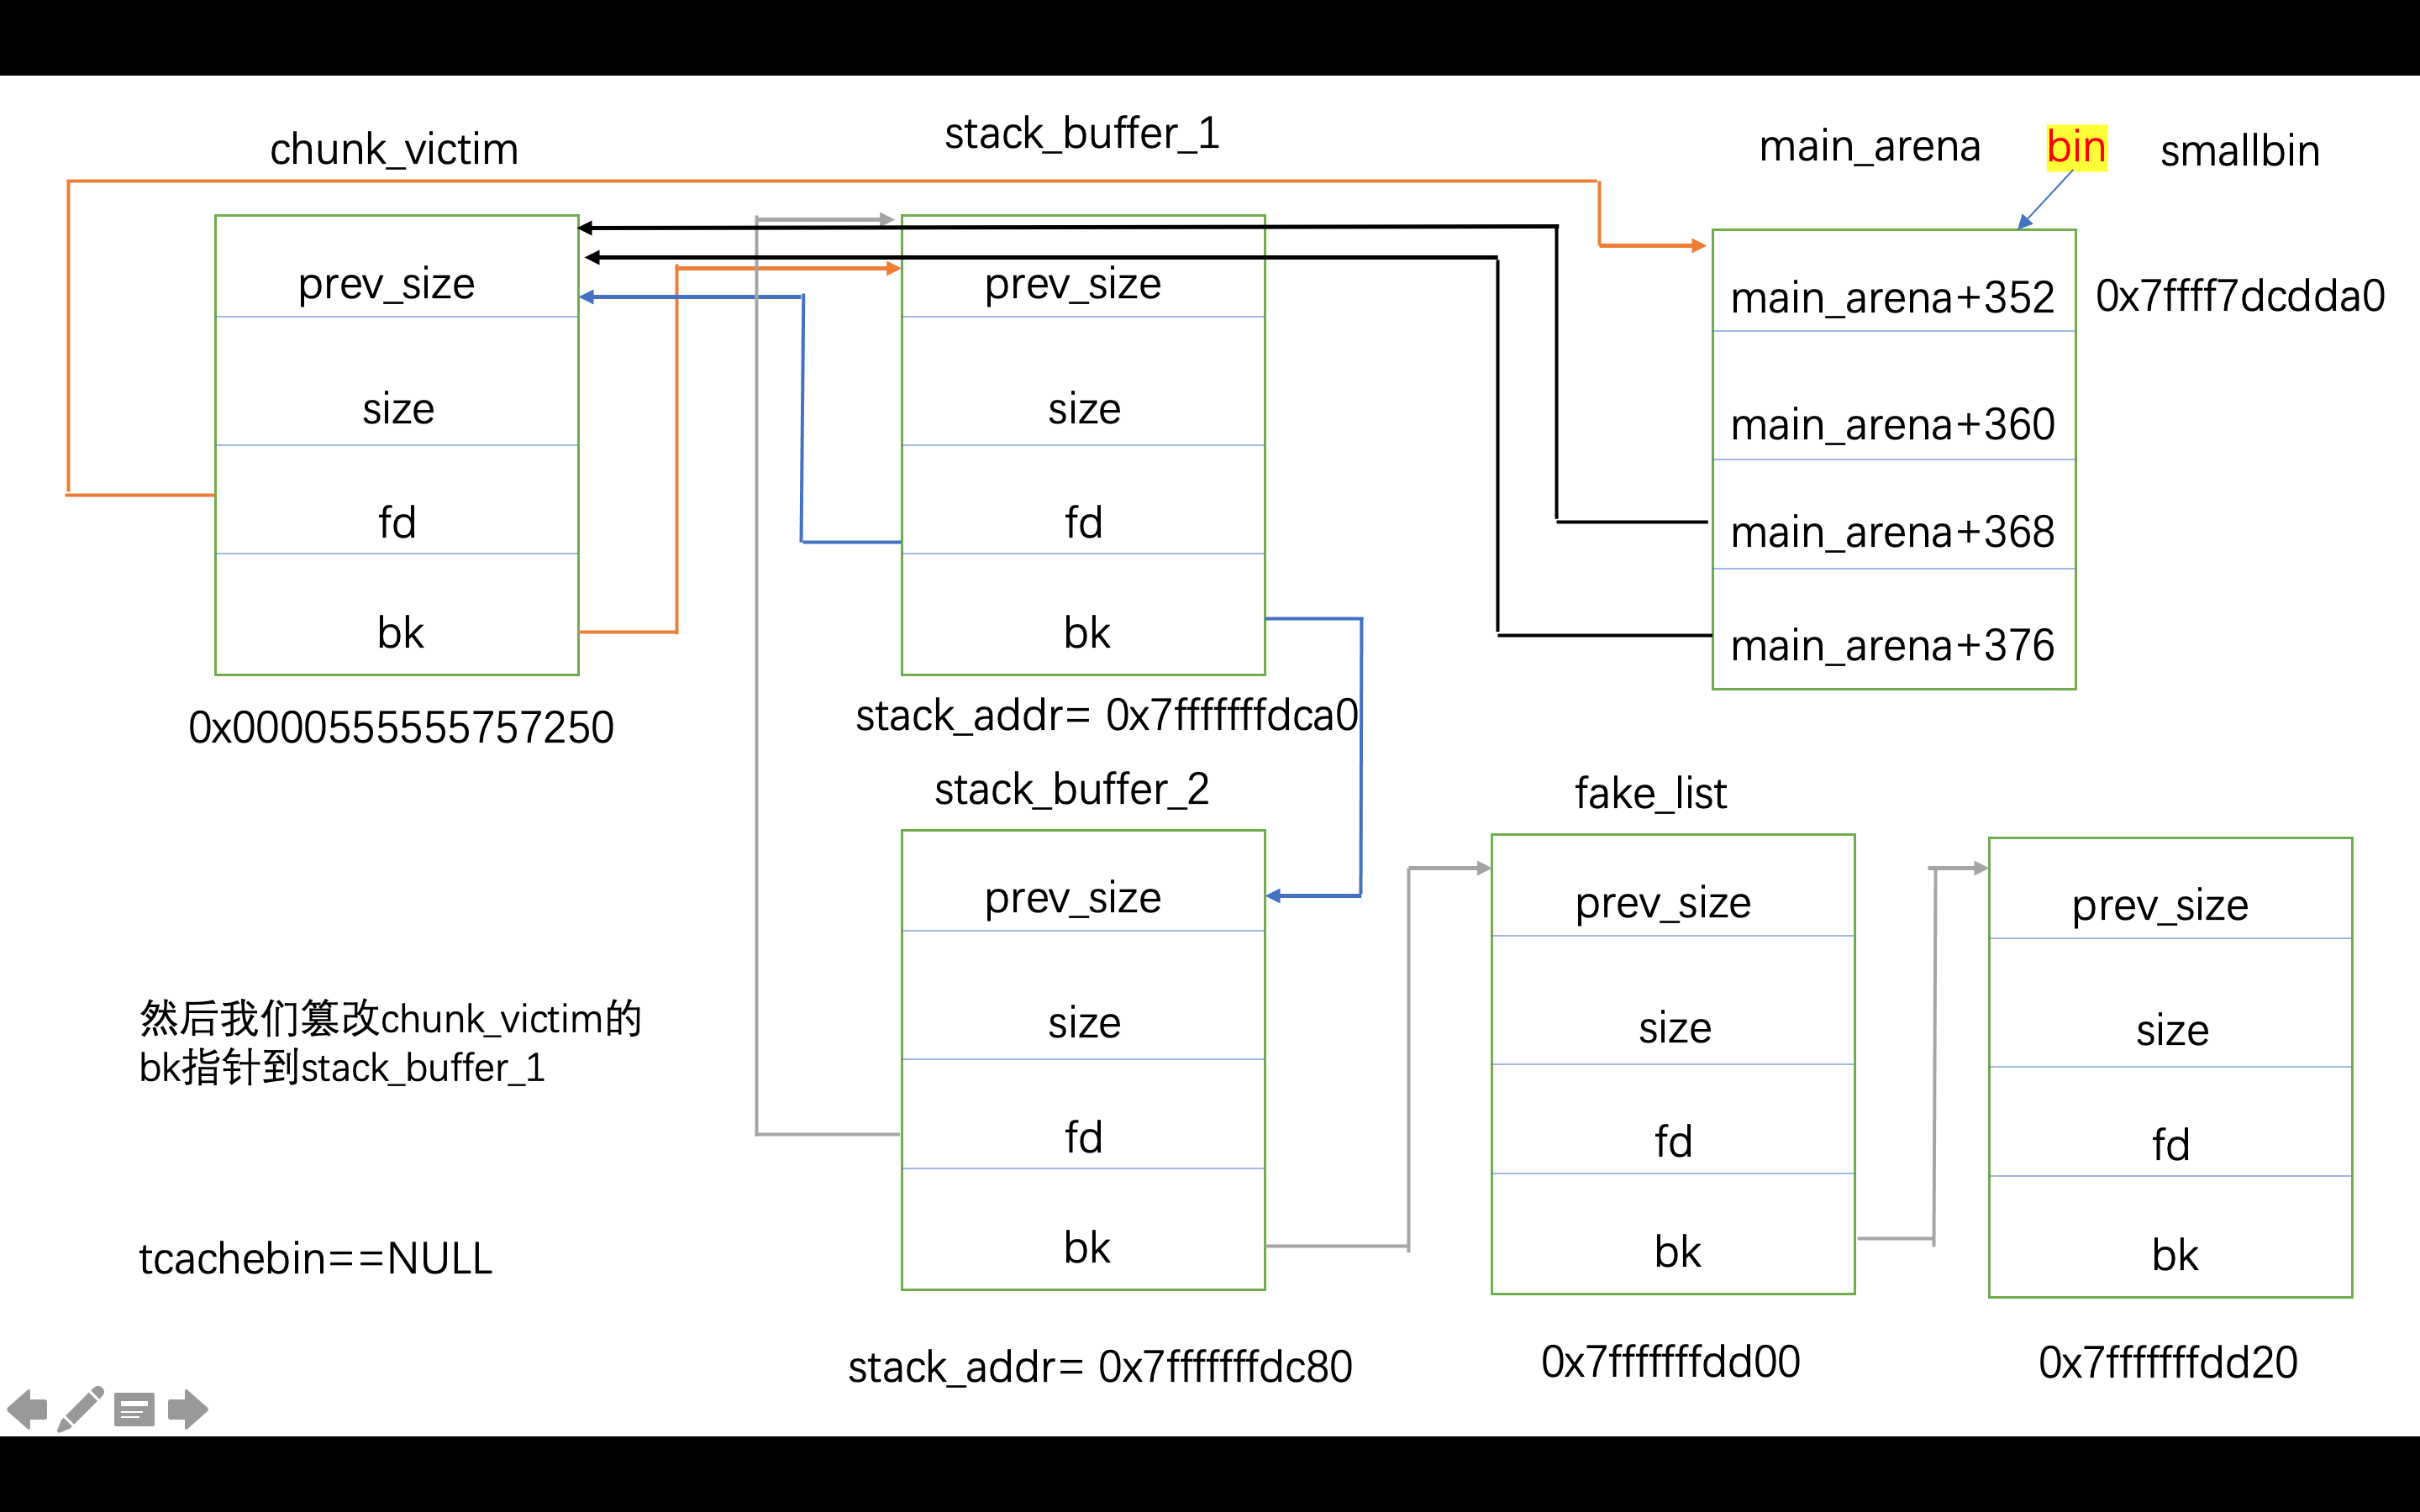 chunk_victim
stack_buffer_1
main_arena
bin
smallbin
prev_size
size
fd
bk
0x0000555555757250
prev_size
size
fd
bk
stack_addr= 0x7fffffffdca0
main_arena+352
0x7ffff7dcdda0
main_arena+360
main_arena+368
main_arena+376
stack_buffer_2
fake_list
prev_size
size
fd
bk
stack_addr= 0x7fffffffdc80
prev_size
size
fd
bk
0x7fffffffdd00
prev_size
size
fd
bk
0x7fffffffdd20
然后我们篡改chunk_victim的
bk指针到stack_buffer_1
tcachebin==NULL